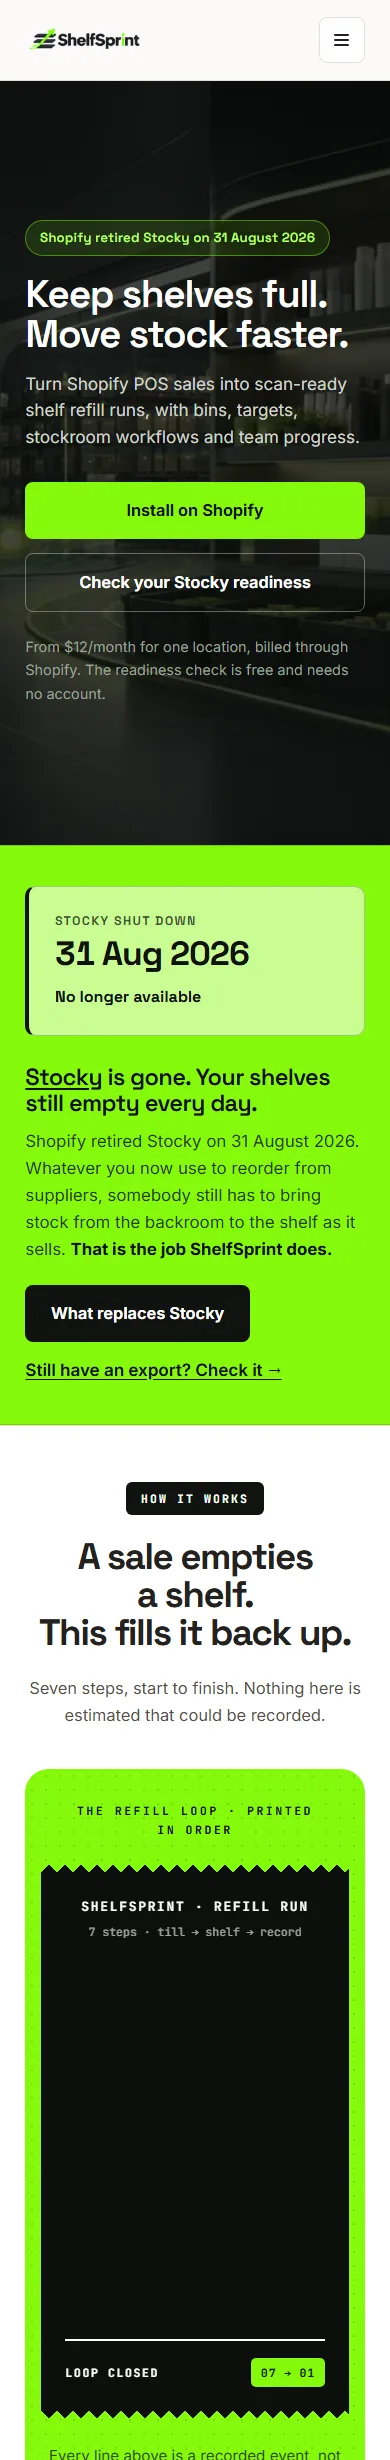 ShelfSprint
Shopify retired Stocky on 31 August 2026
Keep shelves full.
Move stock faster.
Turn Shopify POS sales into scan-ready
shelf refill runs, with bins, targets,
stockroom workflows and team progress.
Install on Shopify
Check your Stocky readiness
From $12/month for one location, billed through
Shopify. The readiness check is free and needs
no account.
STOCKY SHUT DOWN
31 Aug 2026
No longer available
Stocky is gone. Your shelves
still empty every day.
Shopify retired Stocky on 31 August 2026.
Whatever you now use to reorder from
suppliers, somebody still has to bring
stock from the backroom to the shelf as it
sells. That is the job ShelfSprint does.
What replaces Stocky
Still have an export? Check it →
HOW IT WORKS
A sale empties
a shelf.
This fills it back up.
Seven steps, start to finish. Nothing here is
estimated that could be recorded.
THE REFILL LOOP · PRINTED
IN ORDER
SHELFSPRINT · REFILL RUN
7 steps · till → shelf → record
LOOP CLOSED
07 → 01
Every line above is a recorded event, not